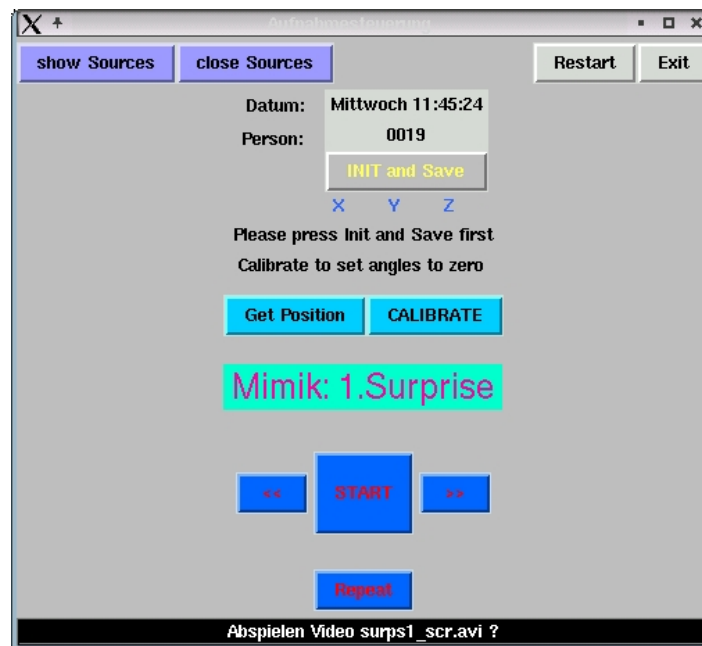 Aufnahmesteuerung
show Sources close Sources Restart Exit
Datum: Mittwoch 11:45:24
Person: 0019
INIT and Save
X Y Z
Please press Init and Save first
Calibrate to set angles to zero
Get Position CALIBRATE
Mimik: 1.Surprise
<< START >>
Repeat
Abspielen Video surps1_scr.avi ?